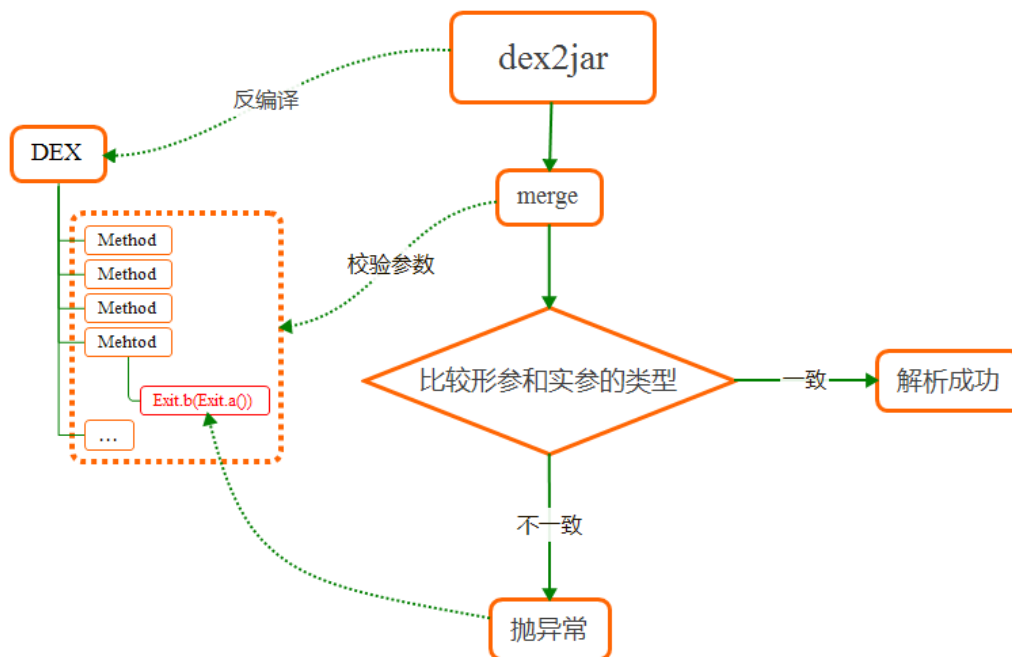 dex2jar
反编译
DEX
merge
Method
校验参数
Method
Method
Mehtod
比较形参和实参的类型
一致
解析成功
Exit.b(Exit.a())
...
不一致
抛异常